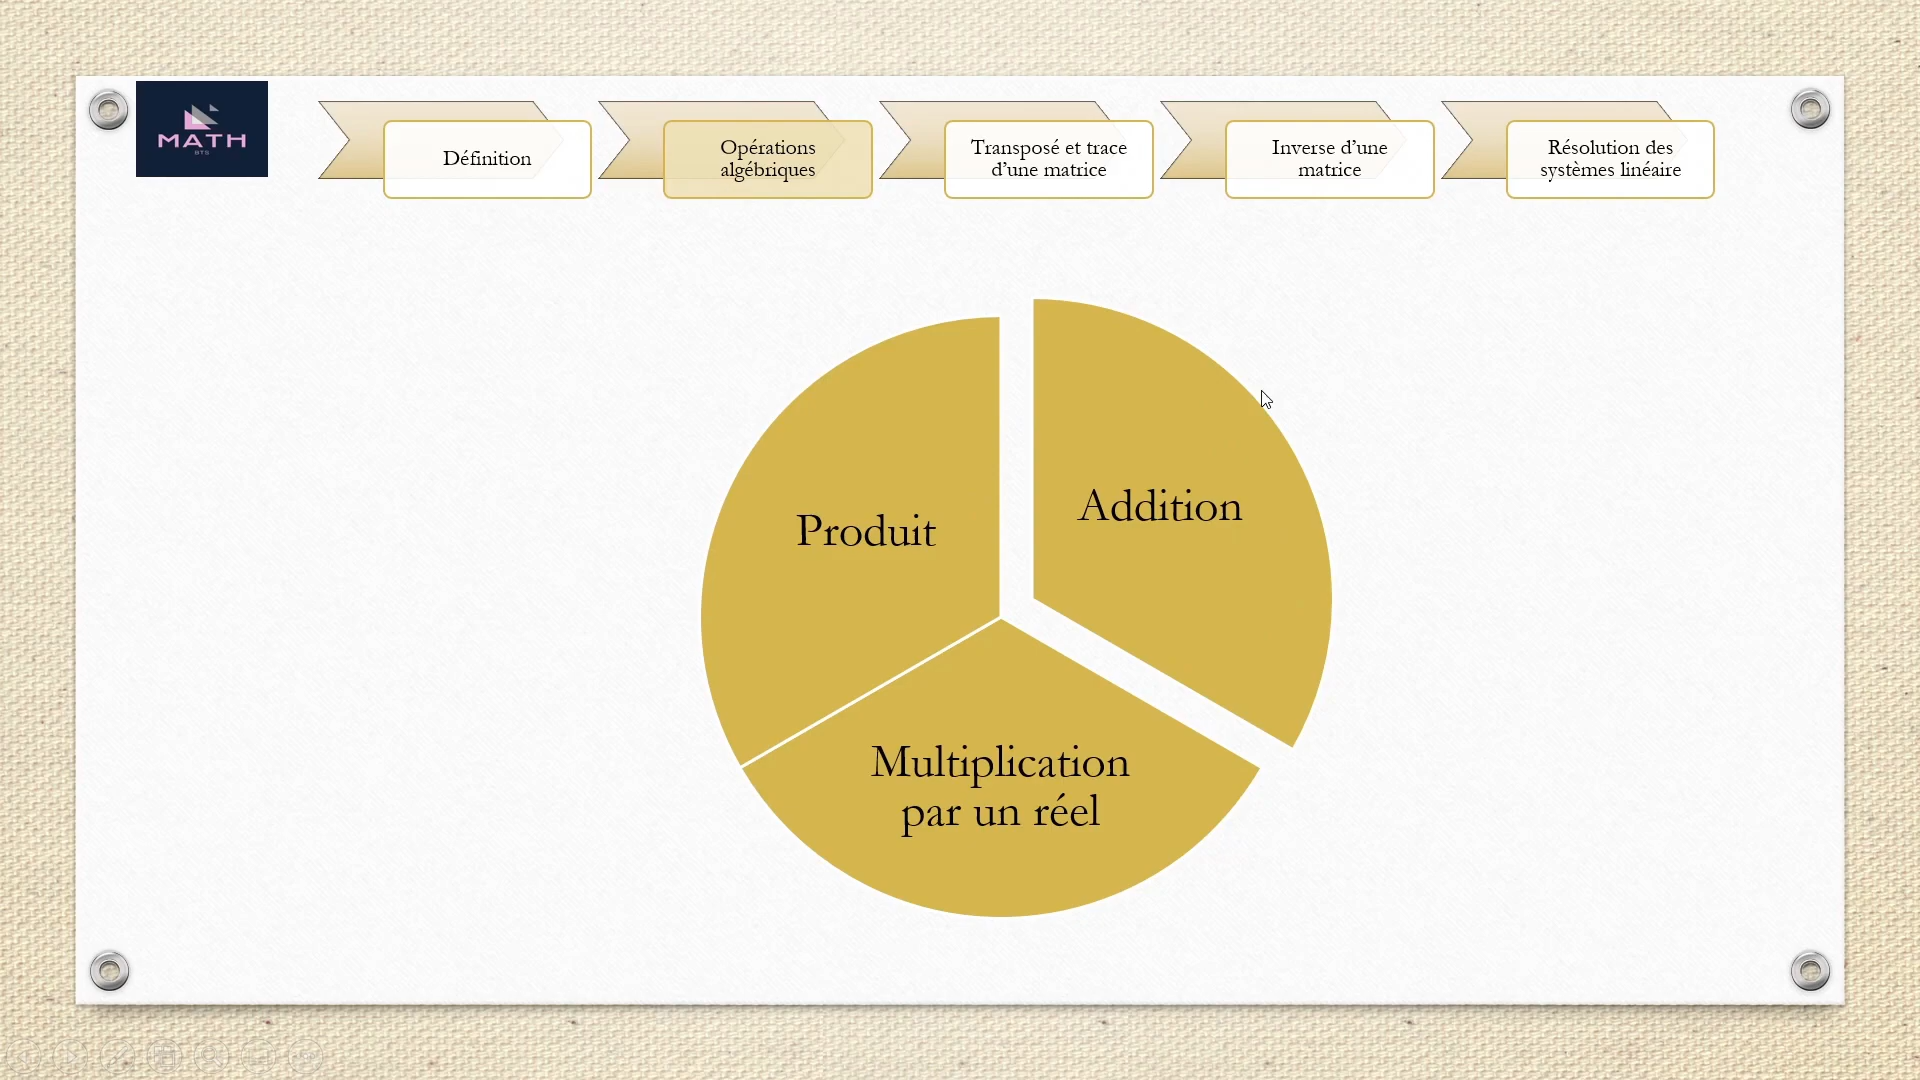 MATH
BTS
Définition
Opérations
algébriques
Transposé et trace
d’une matrice
Inverse d’une
matrice
Résolution des
systèmes linéaire
Produit
Addition
Multiplication
par un réel